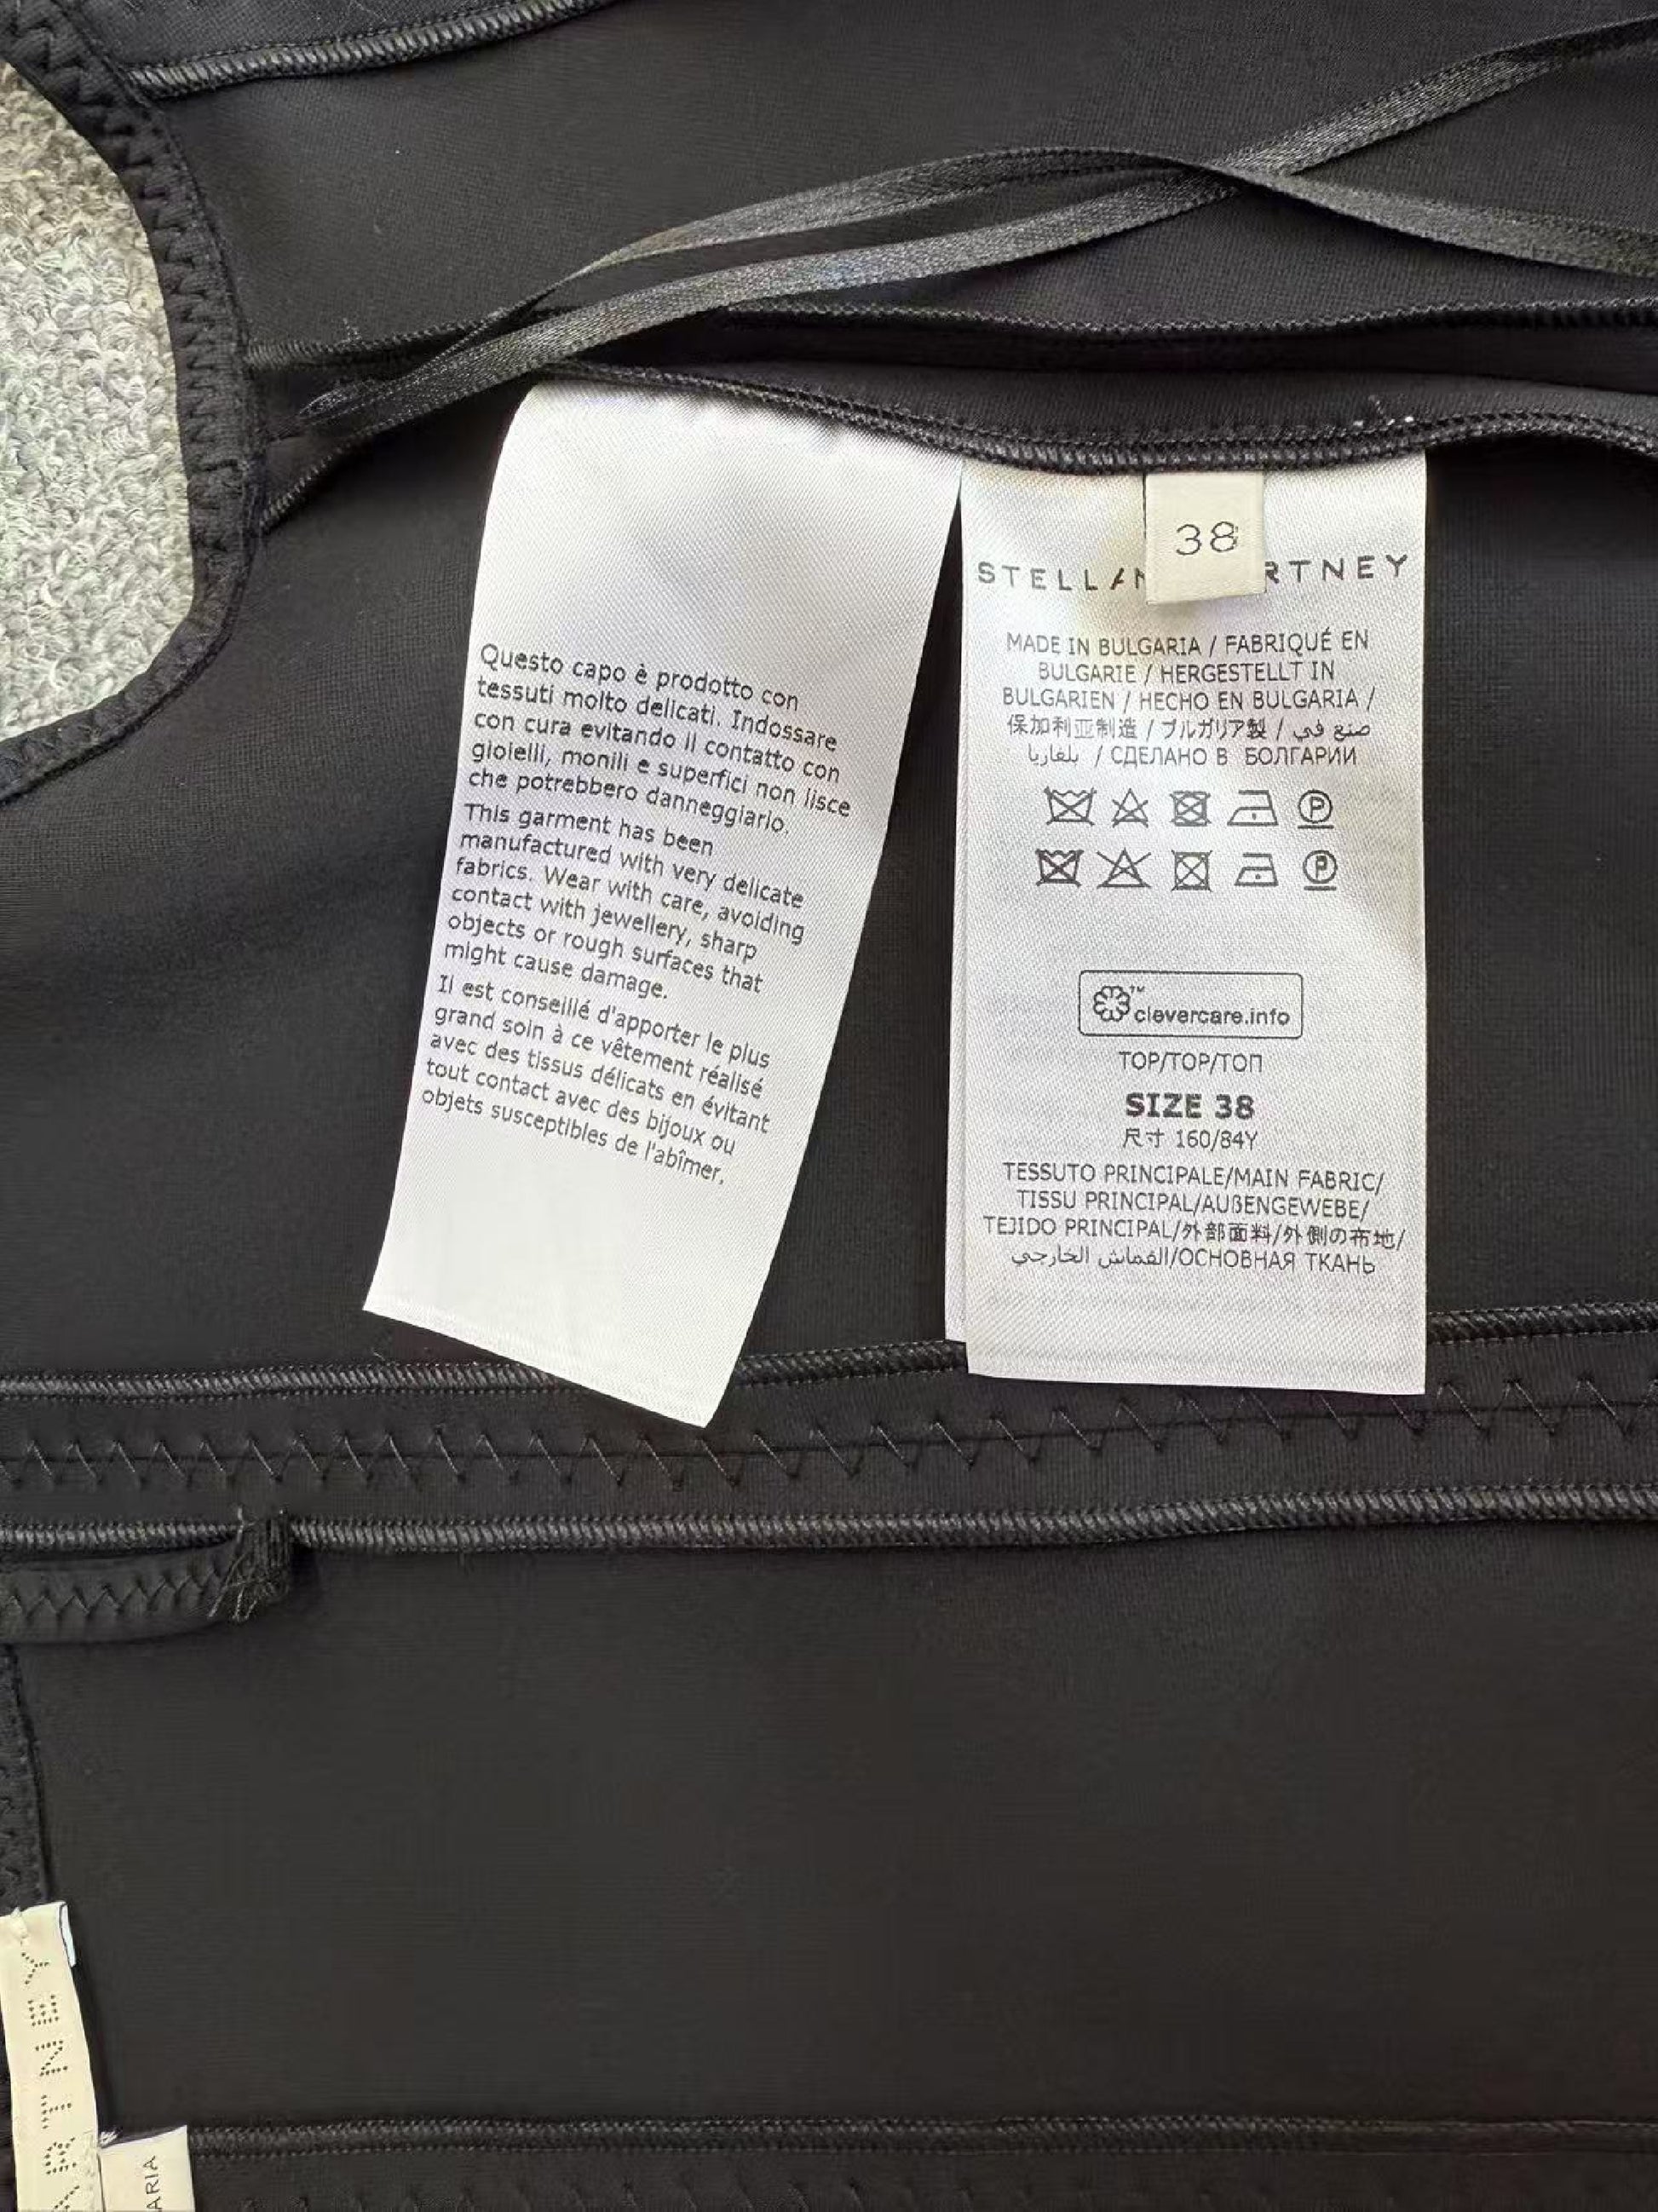 Questo capo è prodotto con
tessuti molto delicati. Indossare
con cura evitando il contatto con
gioielli, monili e superfici non lisce
che potrebbero danneggiarlo.
This garment has been
manufactured with very delicate
fabrics. Wear with care, avoiding
contact with jewellery, sharp
objects or rough surfaces that
might cause damage.
Il est conseillé d'apporter le plus
grand soin à ce vêtement réalisé
avec des tissus délicats en évitant
tout contact avec des bijoux ou
objets susceptibles de l'abîmer.
38
STELLA RTNEY
MADE IN BULGARIA / FABRIQUÉ EN
BULGARIE / HERGESTELLT IN
BULGARIEN / HECHO EN BULGARIA /
保加利亚制造 / ブルガリア製 / صنع في
بلغاريا / СДЕЛАНО В БОЛГАРИИ
clevercare.info
TM
TOP/TOP/ТОП
SIZE 38
尺寸 160/84Y
TESSUTO PRINCIPALE/MAIN FABRIC/
TISSU PRINCIPAL/AUßENGEWEBE/
TEJIDO PRINCIPAL/外部面料/外側の布地/
القماش الخارجي/ОСНОВНАЯ ТКАНЬ
ARTNEY
ARIA